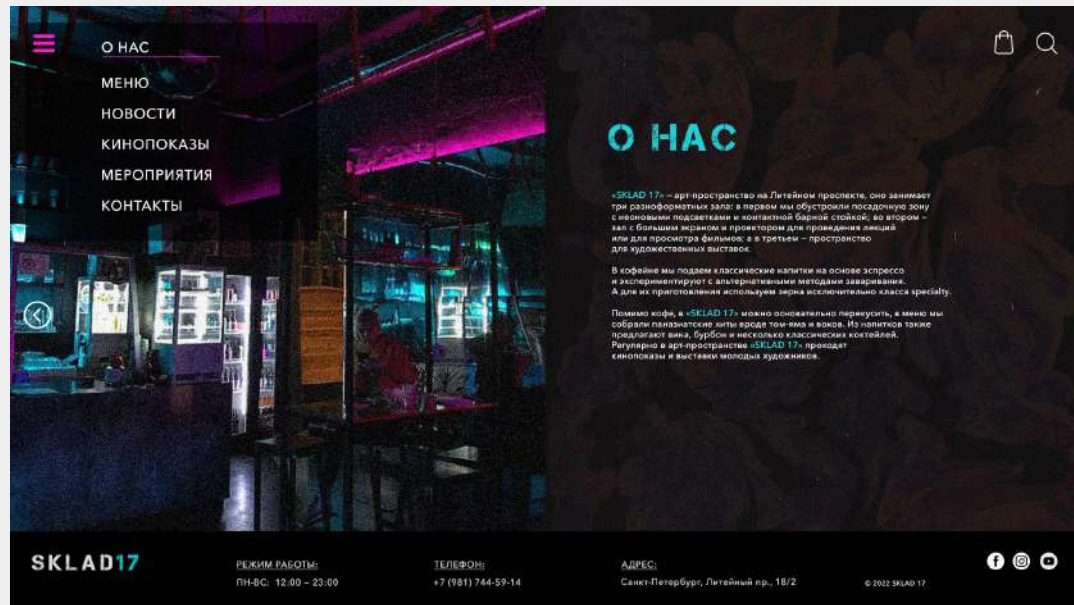 О НАС
МЕНЮ
НОВОСТИ
КИНОПОКАЗЫ
МЕРОПРИЯТИЯ
КОНТАКТЫ
О НАС
«SKLAD 17» – арт-пространство на Литейном проспекте, оно занимает
три разноформатных зала: в первом мы обустроили посадочную зону
с неоновыми подсветками и контактной барной стойкой; во втором –
зал с большим экраном и проектором для проведения лекций
или для просмотра фильмов; а в третьем – пространство
для художественных выставок.
В кофейне мы подаем классические напитки на основе эспрессо
и экспериментируют с альтернативными методами заваривания.
А для их приготовления используем зерна исключительно класса specialty.
Помимо кофе, в «SKLAD 17» можно основательно перекусить, в меню мы
собрали паназиатские хиты вроде том-яма и воков. Из напитков также
предлагают вина, бурбон и несколько классических коктейлей.
Регулярно в арт-пространстве «SKLAD 17» проходят
кинопоказы и выставки молодых художников.
SKLAD17
РЕЖИМ РАБОТЫ:
ПН-ВС: 12:00 – 23:00
ТЕЛЕФОН:
+7 (981) 744-59-14
АДРЕС:
Санкт-Петербург, Литейный пр., 18/2
© 2022 SKLAD 17